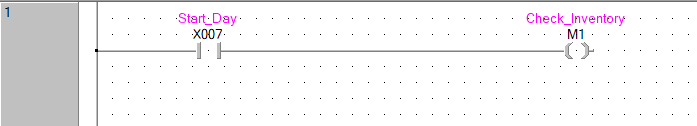 1
Start_Day
Check_Inventory
X007
M1